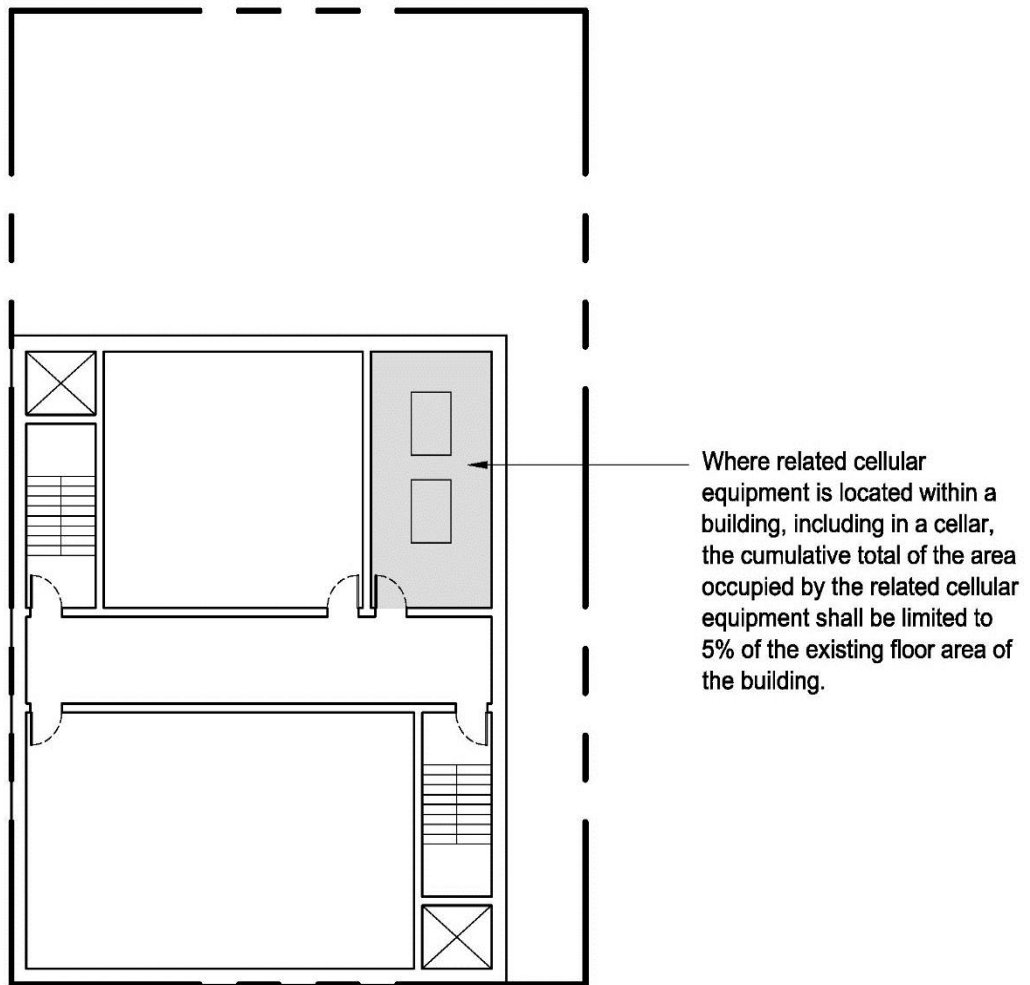 Where related cellular
equipment is located within a
building, including in a cellar,
the cumulative total of the area
occupied by the related cellular
equipment shall be limited to
5% of the existing floor area of
the building.